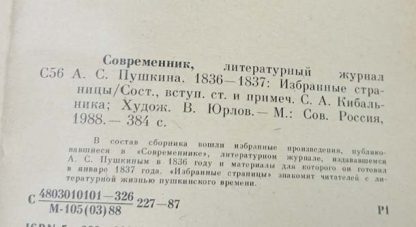 Современник, литературный журнал
С56 А. С. Пушкина, 1836—1837: Избранные стра-
ницы/Сост., вступ. ст. и примеч. С. А. Кибаль-
ника; Худож. В. Юрлов.— М.: Сов. Россия,
1988.— 384 с.
В состав сборника вошли избранные произведения, публико-
вавшиеся в «Современнике», литературном журнале, издававшемся
А. С. Пушкиным в 1836 году и материалы для которого он готовил
в январе 1837 года. «Избранные страницы» знакомят читателей с ли-
тературной жизнью пушкинского времени.
С 4803010101—326
М-105(03)88 227—87
Р1